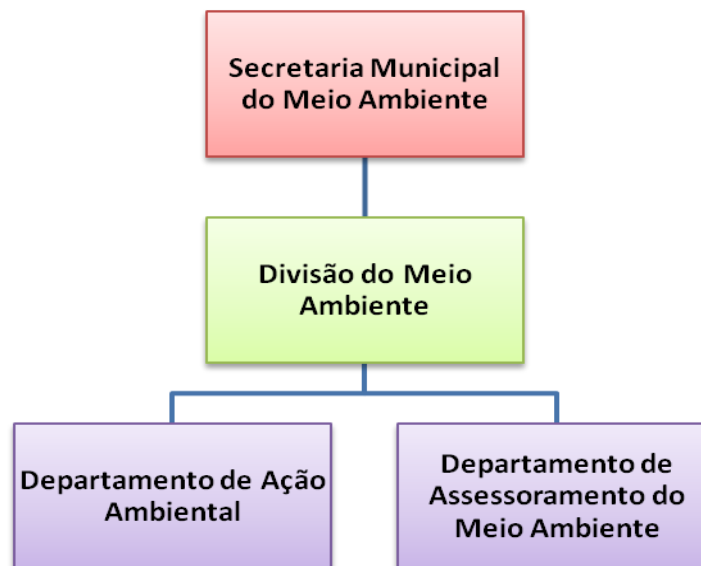 Secretaria Municipal
do Meio Ambiente
Divisão do Meio
Ambiente
Departamento de Ação
Ambiental
Departamento de
Assessoramento do
Meio Ambiente